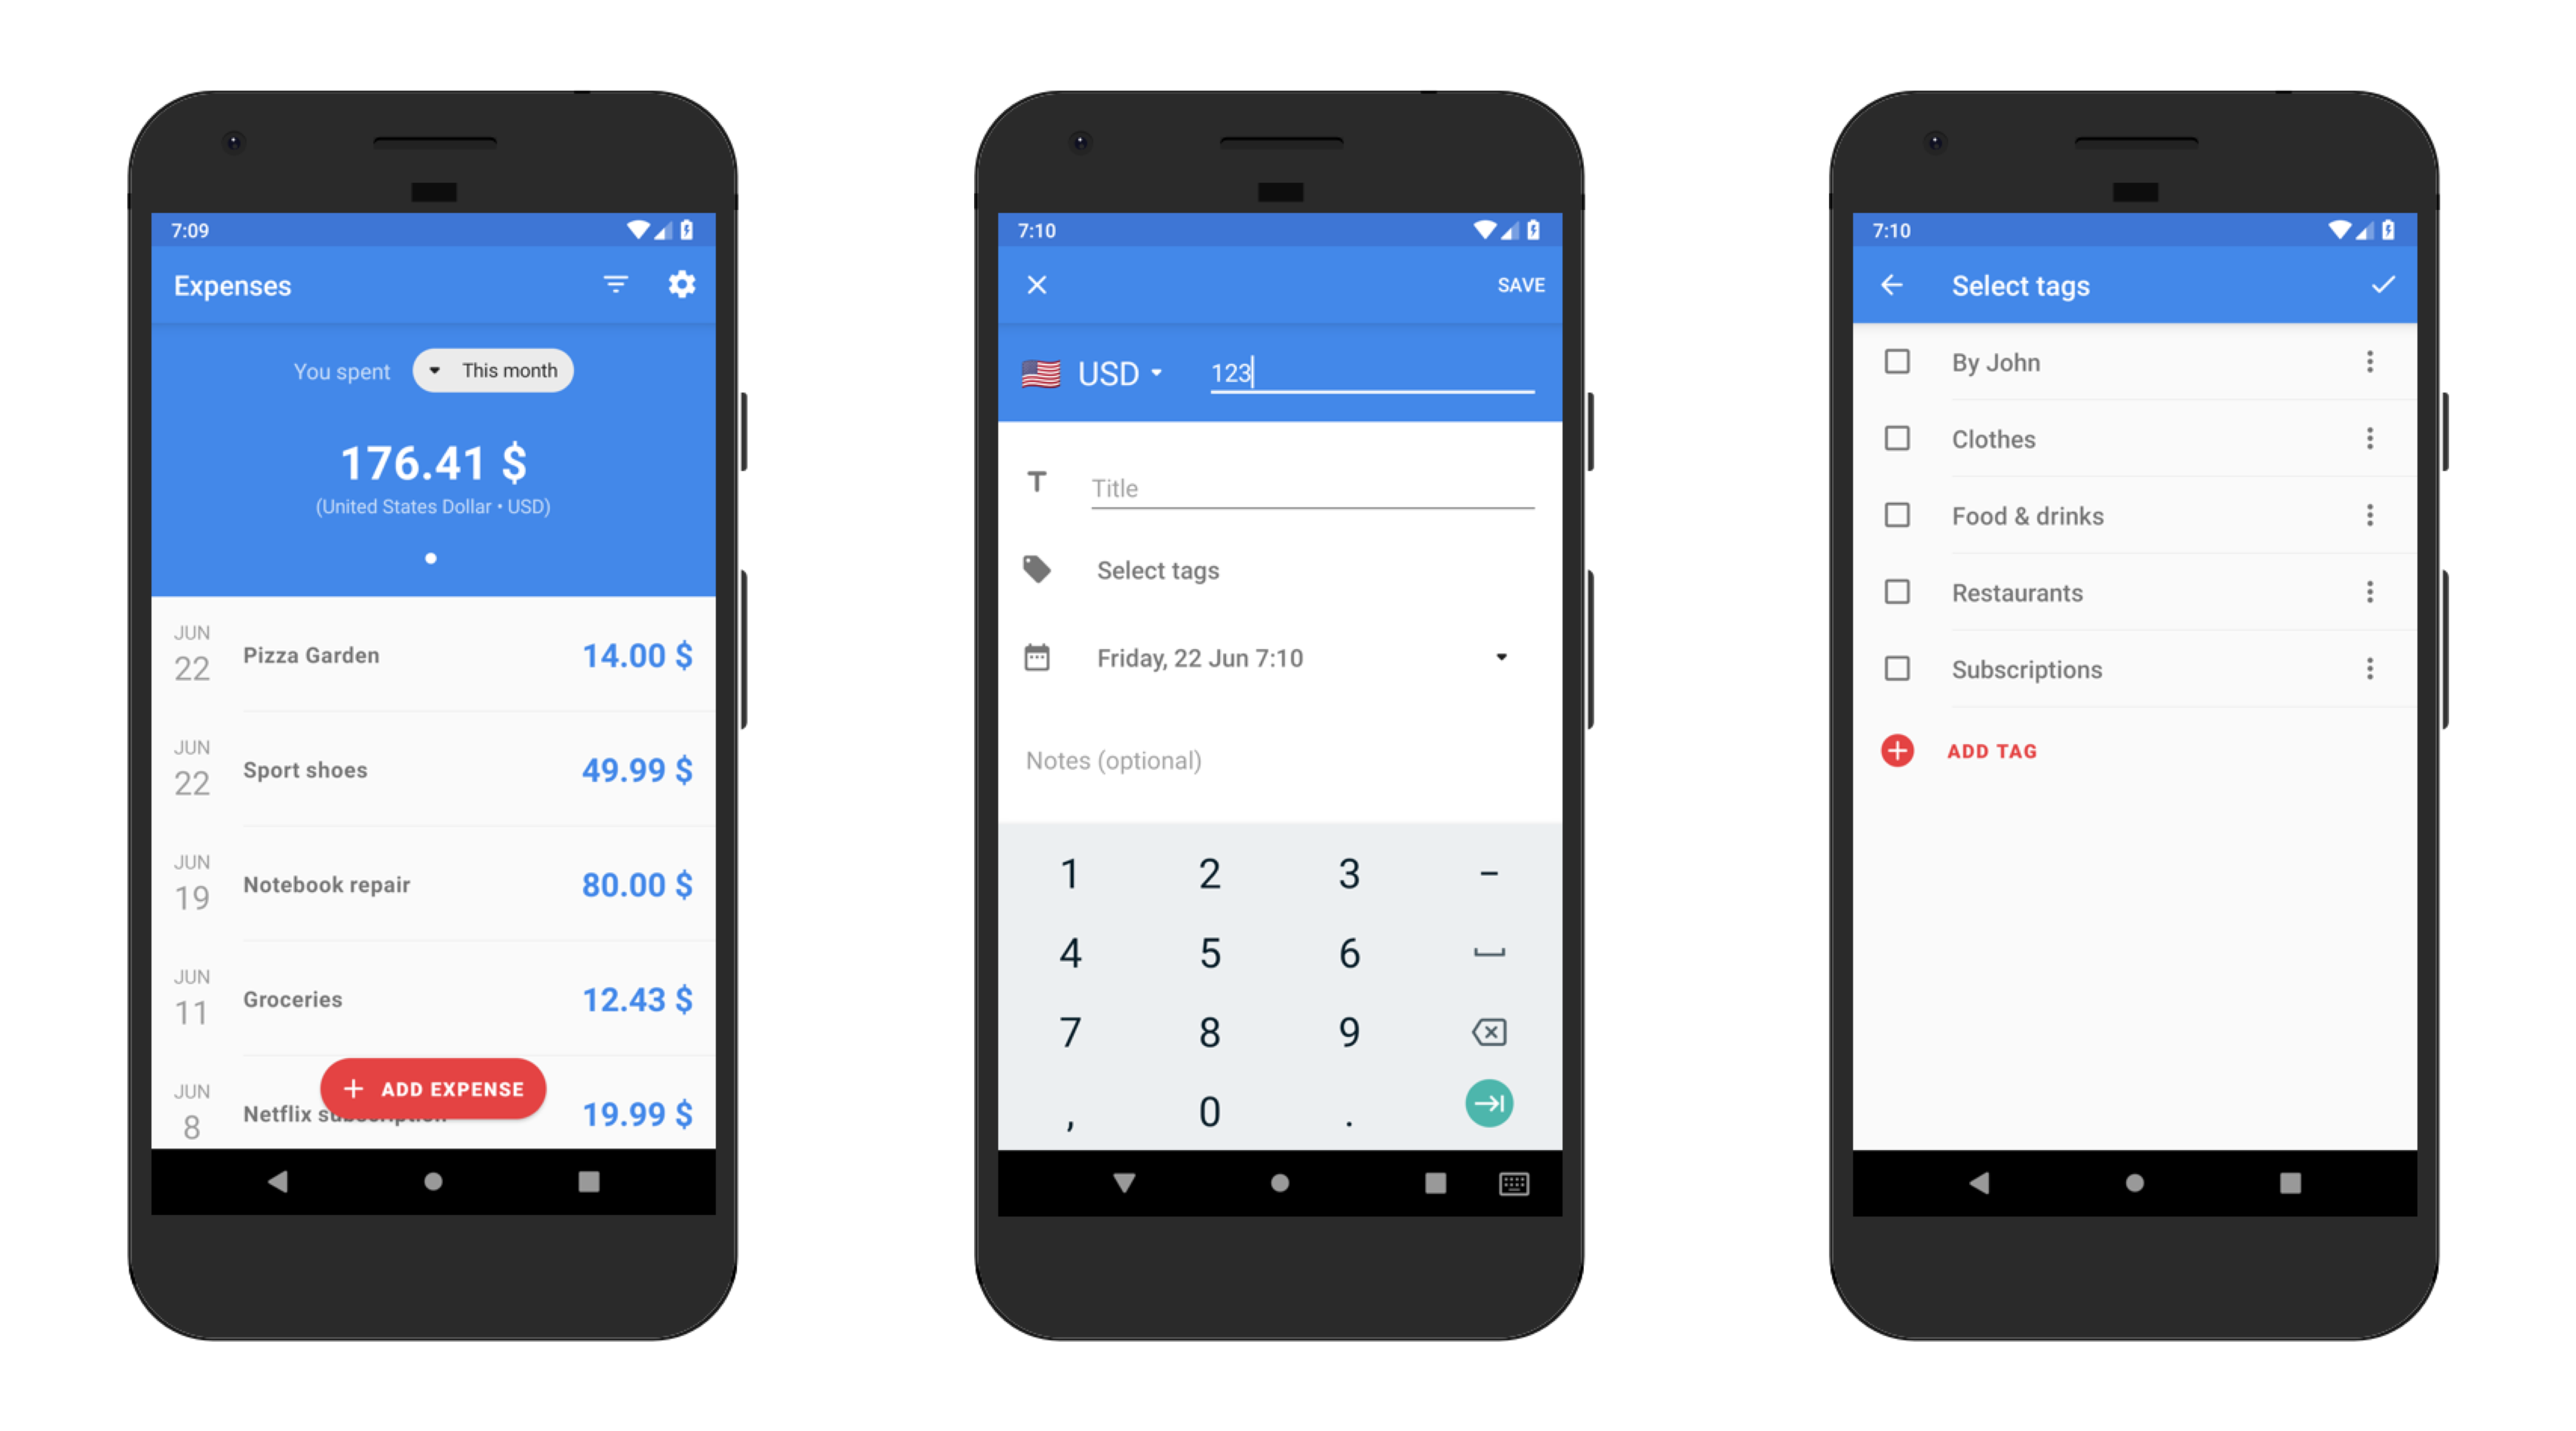 7:09
Expenses
You spent
This month
176.41 $
(United States Dollar • USD)
JUN
22
Pizza Garden
14.00 $
JUN
22
Sport shoes
49.99 $
JUN
19
Notebook repair
80.00 $
JUN
11
Groceries
12.43 $
JUN
8
Netflix subscription
19.99 $
+ ADD EXPENSE
7:10
SAVE
USD
123
T
Title
Select tags
Friday, 22 Jun 7:10
Notes (optional)
1 2 3 -
4 5 6
7 8 9
, 0 .
7:10
Select tags
By John
Clothes
Food & drinks
Restaurants
Subscriptions
ADD TAG